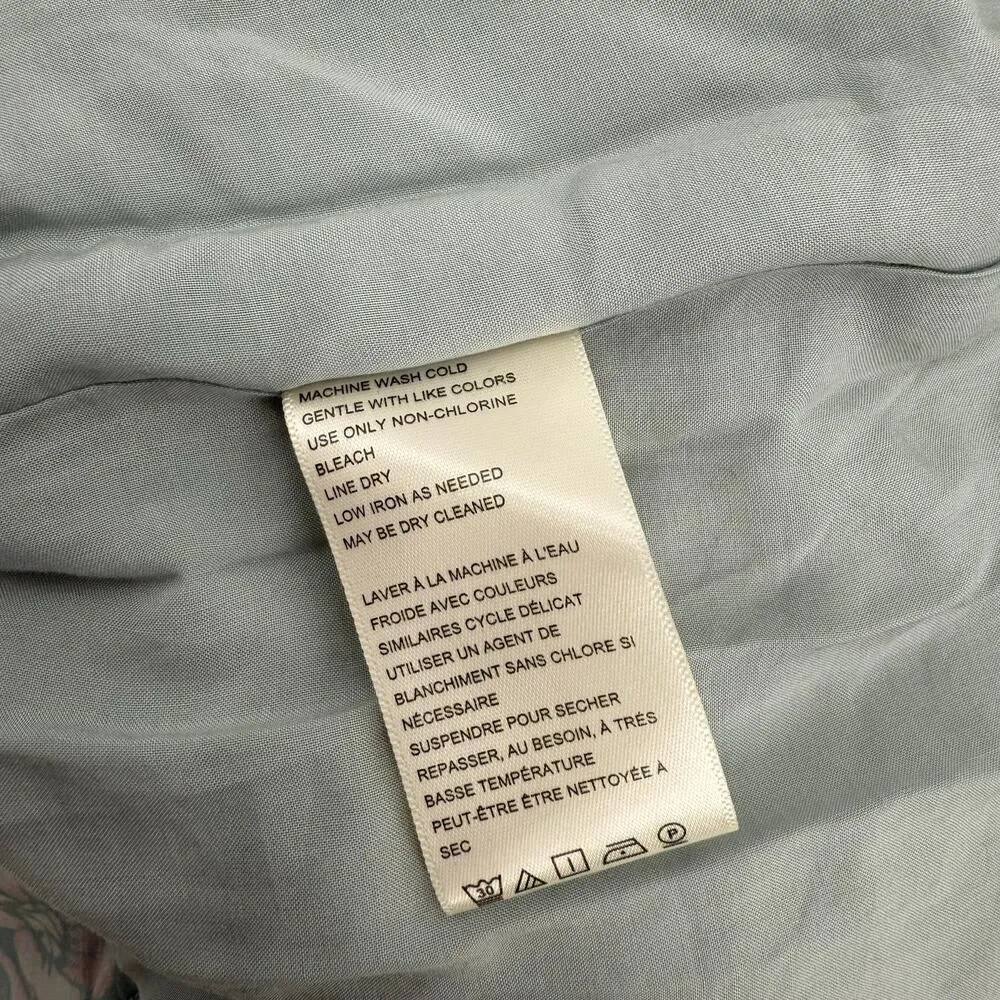 MACHINE WASH COLD
GENTLE WITH LIKE COLORS
USE ONLY NON-CHLORINE
BLEACH
LINE DRY
LOW IRON AS NEEDED
MAY BE DRY CLEANED
LAVER À LA MACHINE À L'EAU
FROIDE AVEC COULEURS
SIMILAIRES CYCLE DÉLICAT
UTILISER UN AGENT DE
BLANCHIMENT SANS CHLORE SI
NÉCESSAIRE
SUSPENDRE POUR SECHER
REPASSER, AU BESOIN, À TRÉS
BASSE TEMPÉRATURE
PEUT-ÊTRE ÊTRE NETTOYÉE À
SEC
30 P